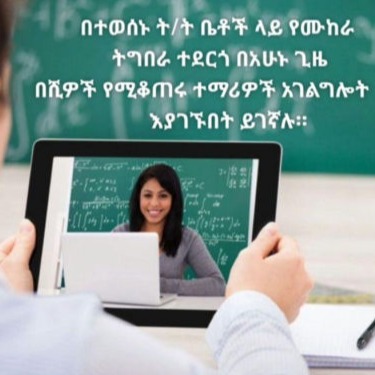 በተወሰኑ ት/ት ቤቶች ላይ የሙከራ
ትግበራ ተደርጎ በአሁኑ ጊዜ
በሺዎች የሚቆጠሩ ተማሪዎች አገልግሎት
እያገኙበት ይገኛሉ።